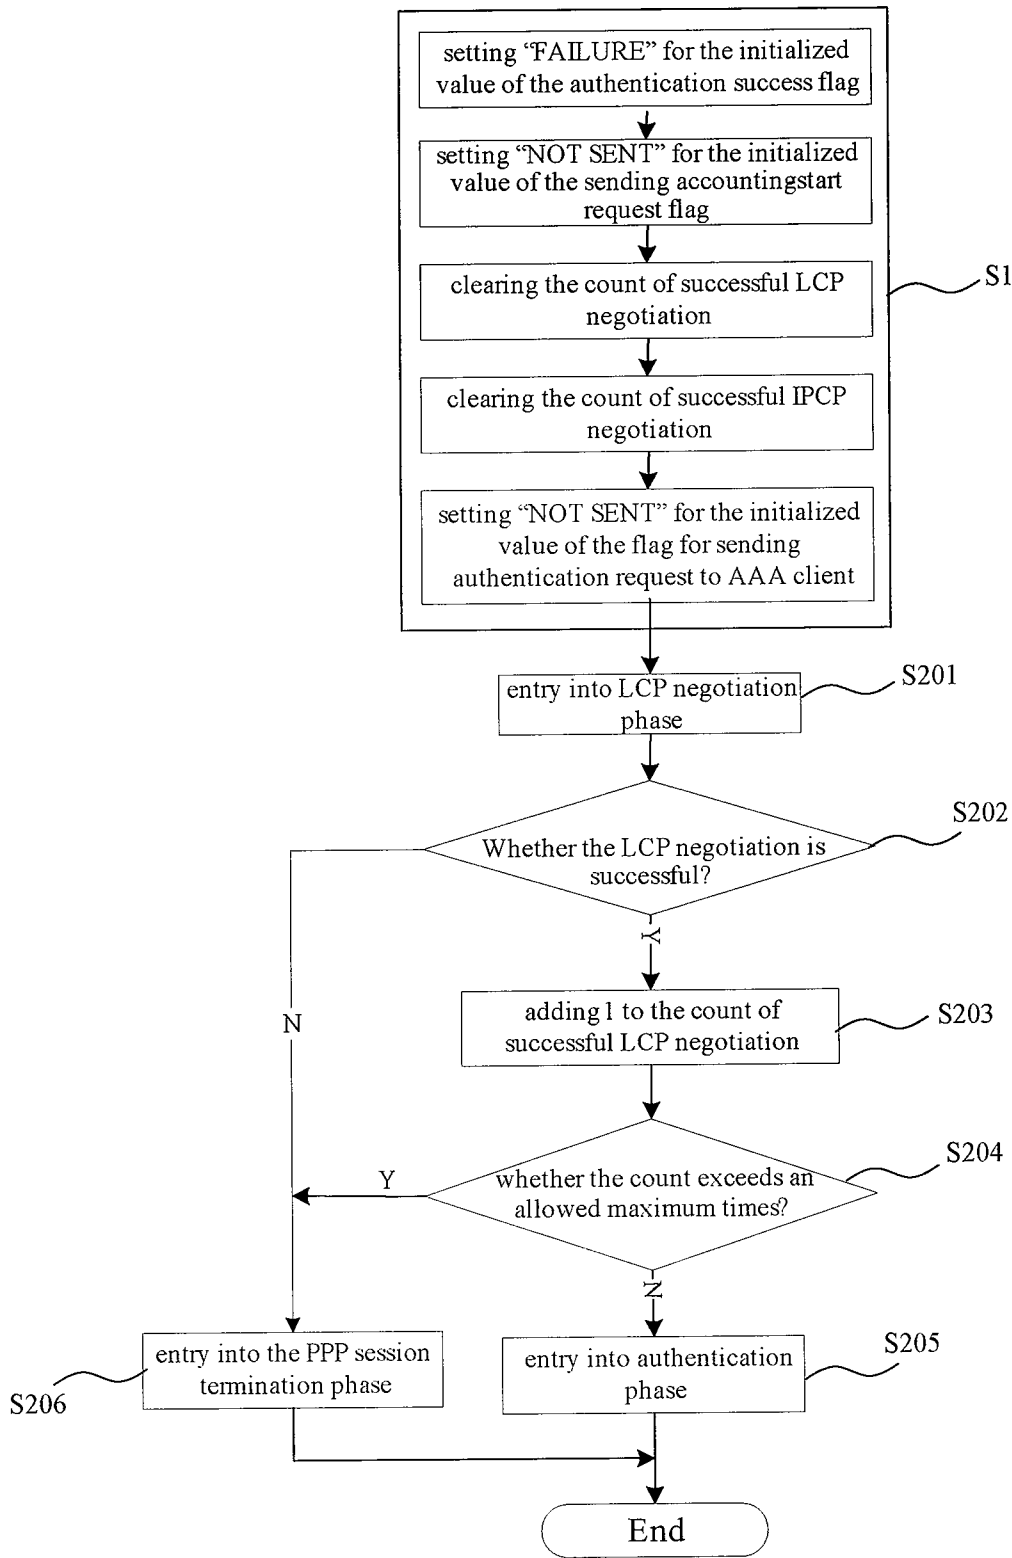 setting “FAILURE” for the initialized
value of the authentication success flag
setting “NOT SENT” for the initialized
value of the sending accountingstart
request flag
clearing the count of successful LCP
negotiation
S1
clearing the count of successful IPCP
negotiation
setting “NOT SENT” for the initialized
value of the flag for sending
authentication request to AAA client
entry into LCP negotiation
phase
S201
Whether the LCP negotiation is
successful?
S202
Y
N
adding 1 to the count of
successful LCP negotiation
S203
whether the count exceeds an
allowed maximum times?
S204
Y
N
entry into the PPP session
termination phase
S206
entry into authentication
phase
S205
End